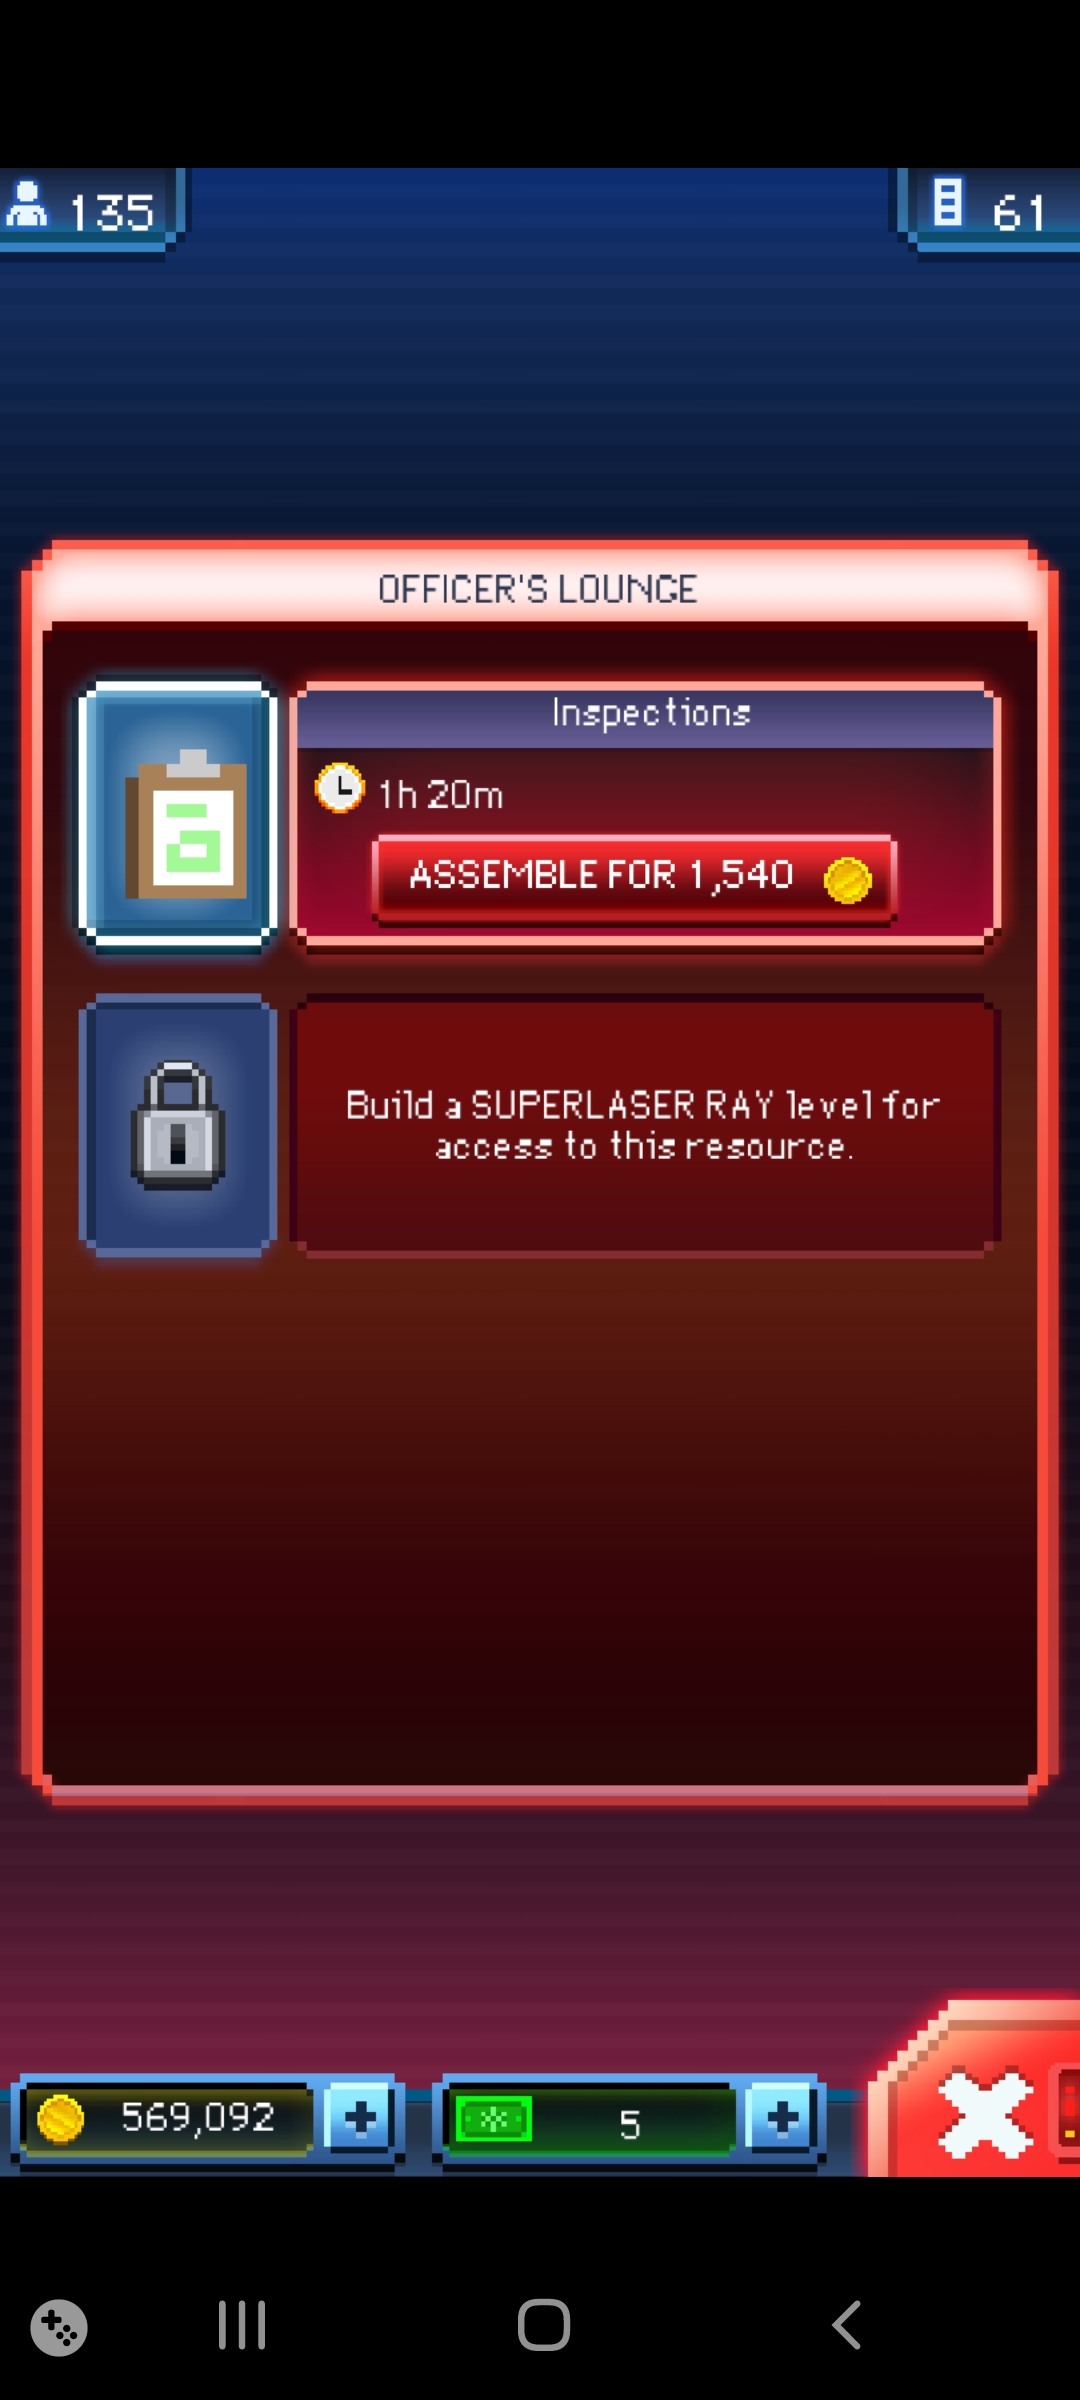 135
61
OFFICER'S LOUNGE
Inspections
1h 20m
ASSEMBLE FOR 1,540
Build a SUPERLASER RAY level for
access to this resource.
569,092
5